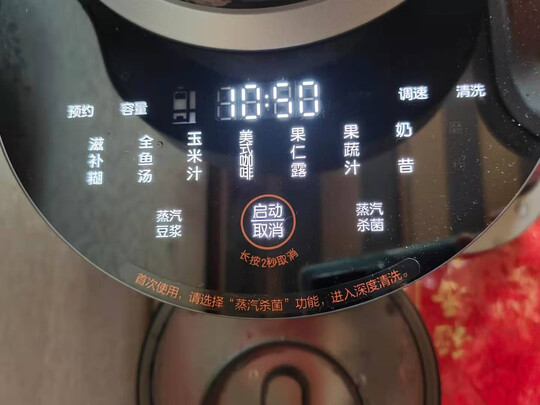 10:50
预约
容量
调速
清洗
滋补糊
全鱼汤
玉米汁
美式咖啡
果仁露
果蔬汁
奶昔
蒸汽
豆浆
启动
取消
蒸汽
杀菌
长按2秒取消
首次使用,请选择“蒸汽杀菌”功能,进入深度清洗。